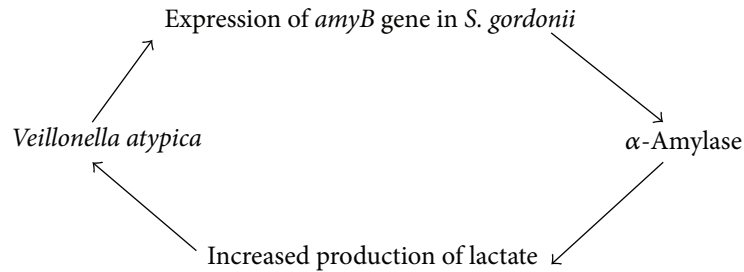 Expression of amyB gene in S. gordonii
Veillonella atypica
α-Amylase
Increased production of lactate